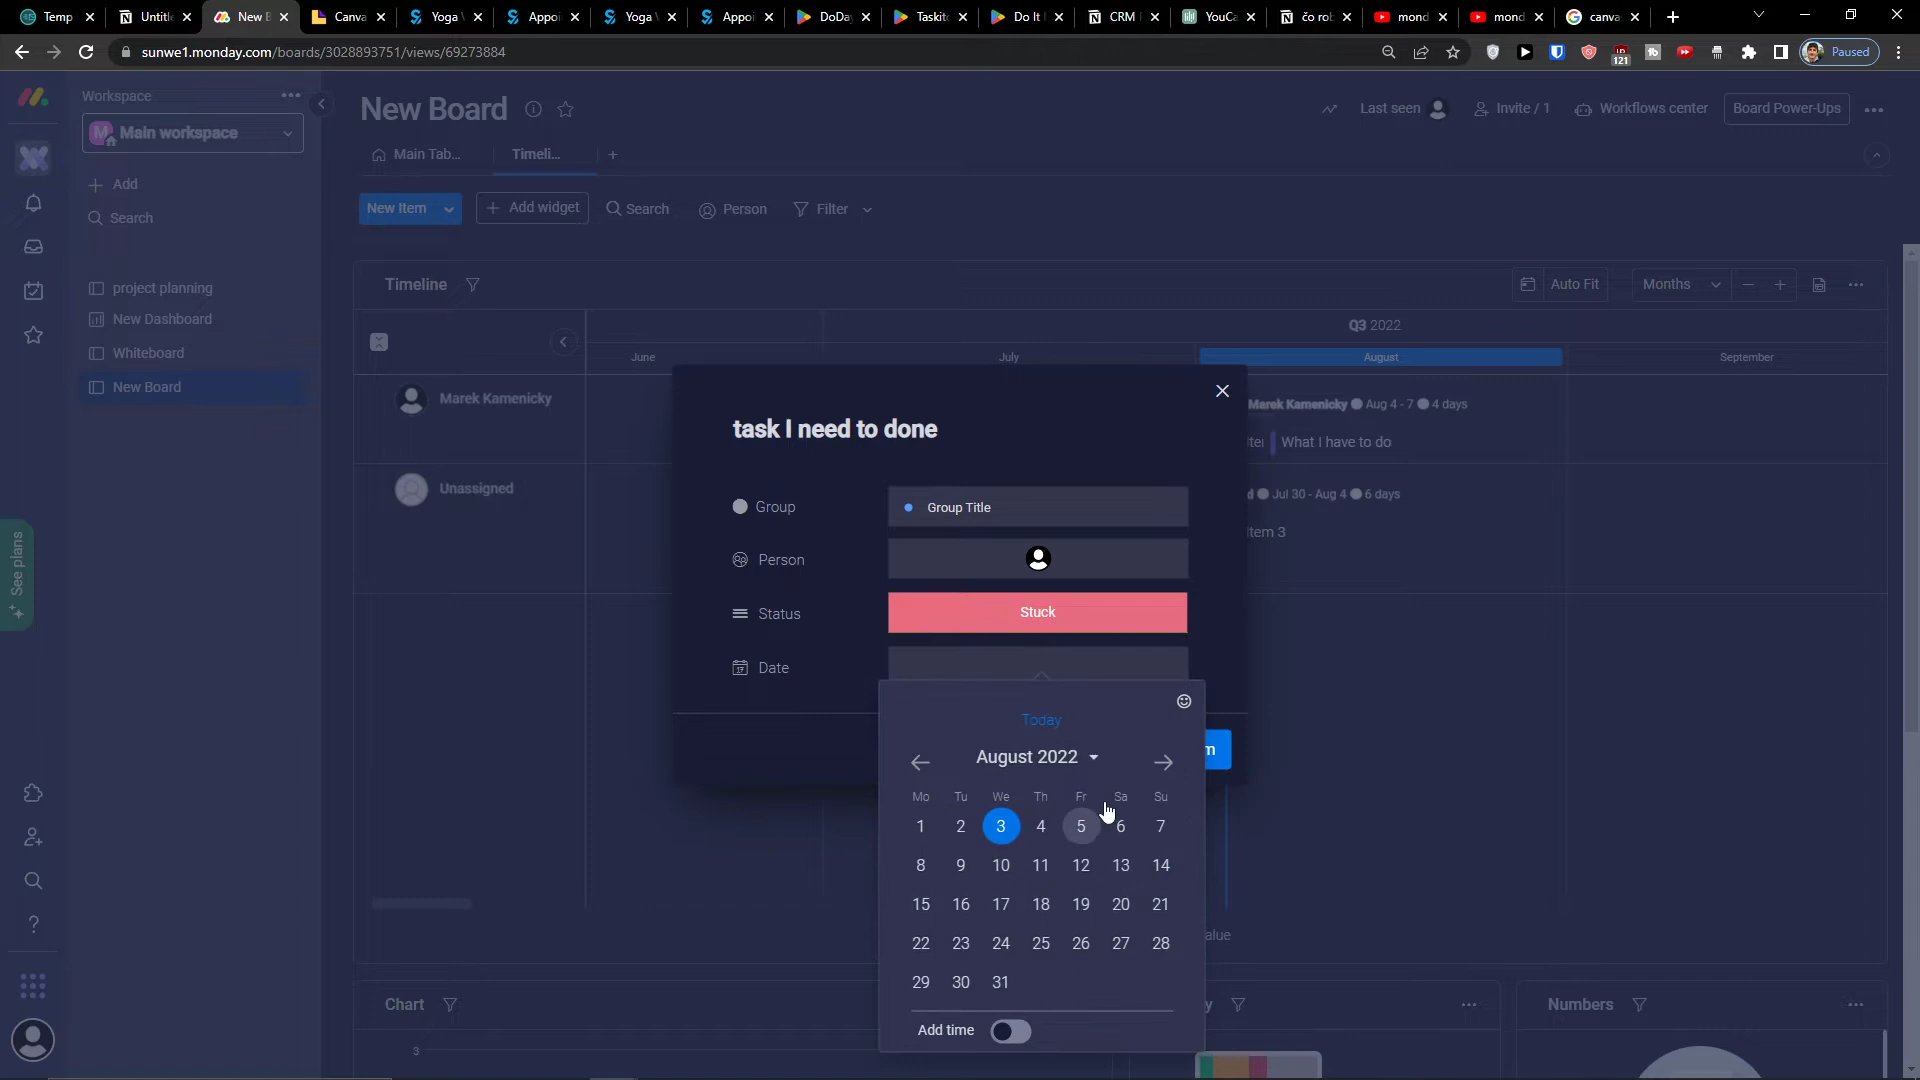 Temp
Untitle
New B
Canva
Yoga \
Appoi
Yoga \
Appoi
DoDa
Taskit
Do It
CRM
YouCa
čo rob
mond
mond
canva
sunwe1.monday.com/boards/3028893751/views/69273884
121
Paused
Workspace
M Main workspace
Add
Search
project planning
New Dashboard
Whiteboard
New Board
See plans
New Board
Last seen
Invite / 1
Workflows center
Board Power-Ups
Main Tab...
Timeli...
New Item
Add widget
Search
Person
Filter
Timeline
Auto Fit
Months
Q3 2022
June
July
August
September
Marek Kamenicky
Marek Kamenicky Aug 4 - 7 4 days
What I have to do
Unassigned
Jul 30 - Aug 4 6 days
Item 3
task I need to done
Group
Group Title
Person
Status
Stuck
Date
Today
August 2022
Mo Tu We Th Fr Sa Su
1 2 3 4 5 6 7
8 9 10 11 12 13 14
15 16 17 18 19 20 21
22 23 24 25 26 27 28
29 30 31
Add time
Chart
3
Numbers